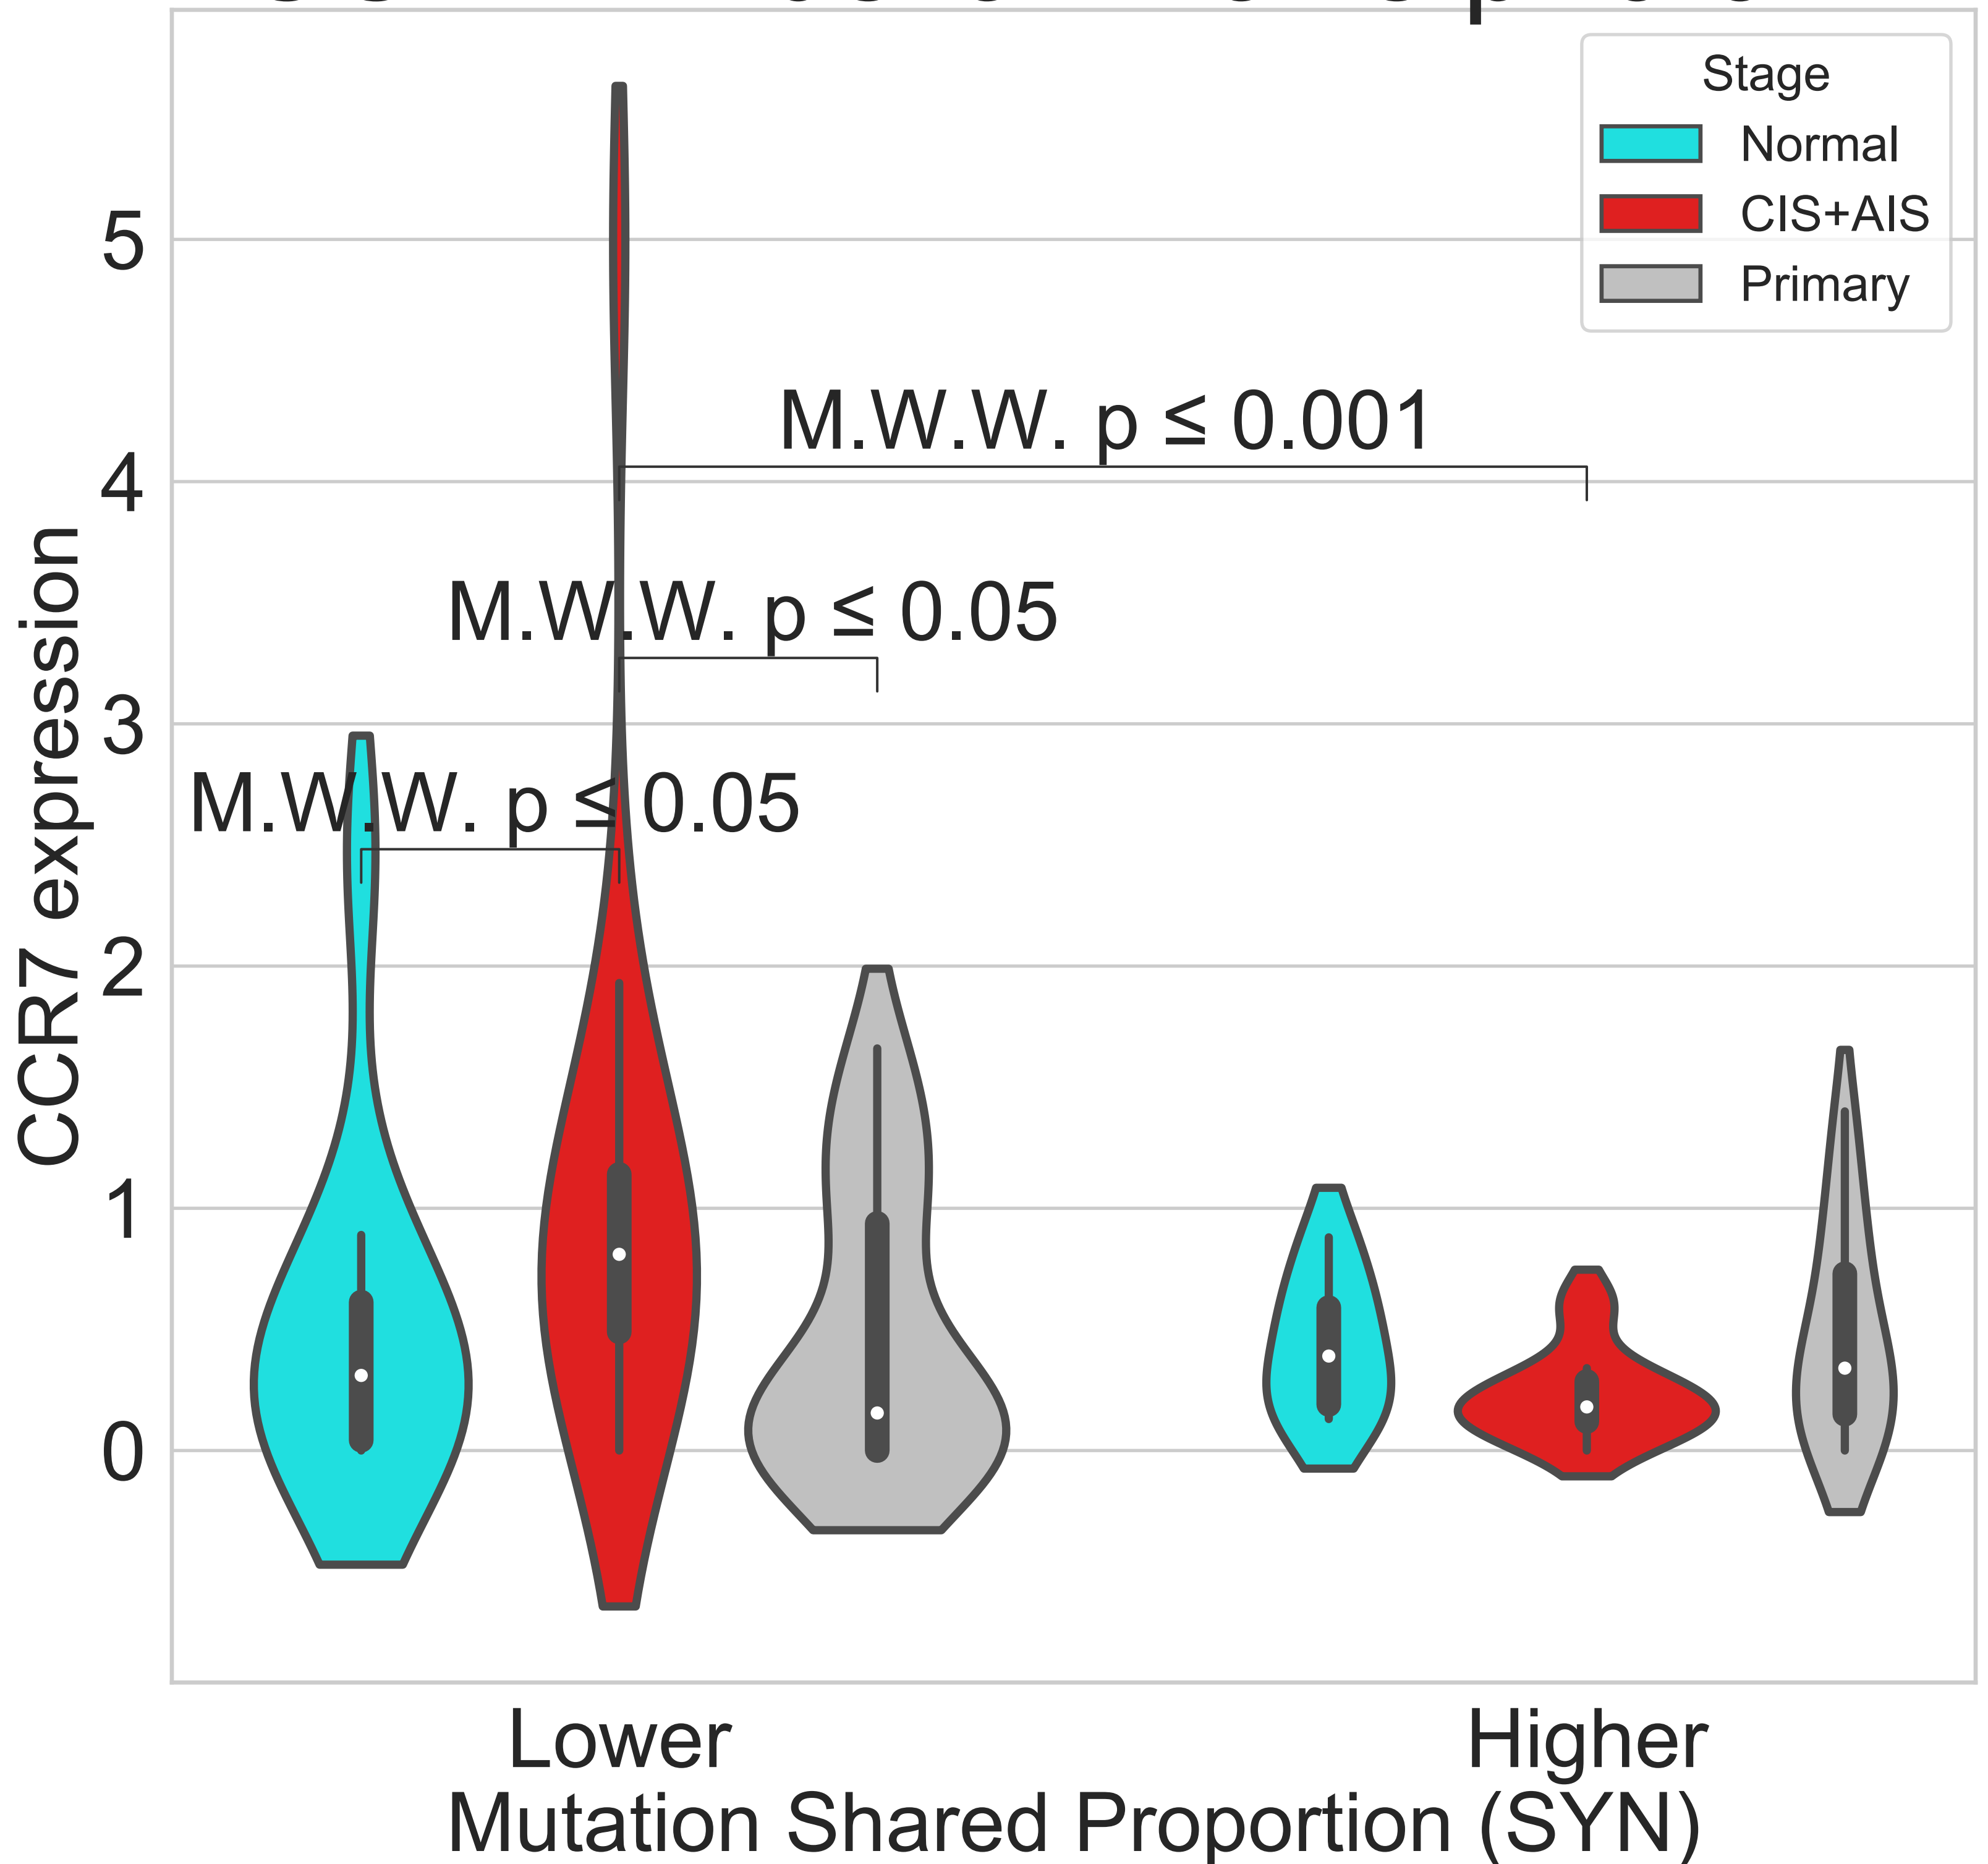 Stage
Normal
CIS+AIS
Primary
5
4
3
2
1
0
CCR7 expression
M.W.W. p ≤ 0.001
M.W.W. p ≤ 0.05
M.W.W. p ≤ 0.05
Lower
Higher
Mutation Shared Proportion (SYN)